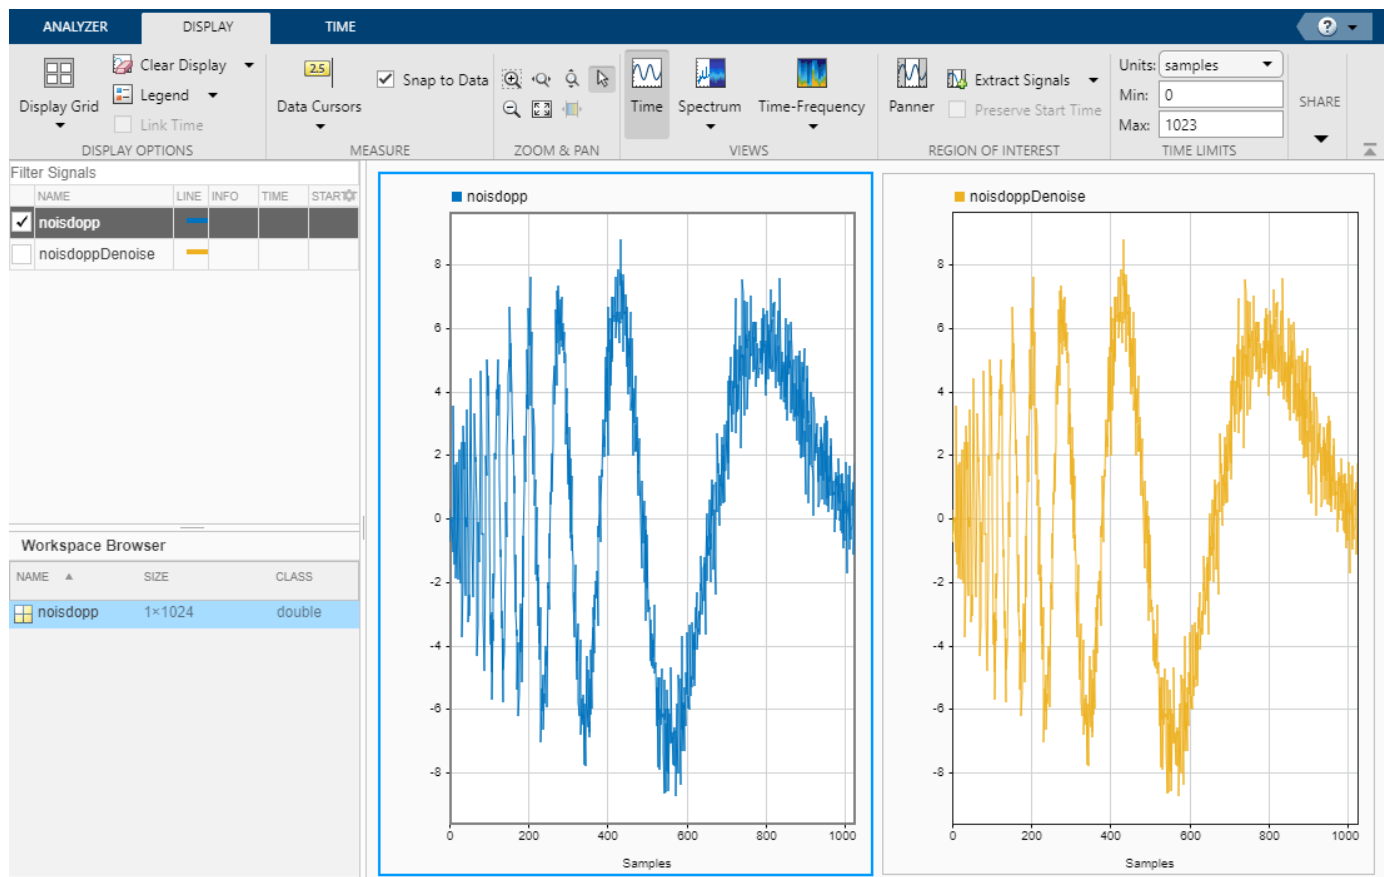 ANALYZER DISPLAY TIME ?
Display Grid
Clear Display
Legend
Link Time
DISPLAY OPTIONS
2.5
Data Cursors
Snap to Data
MEASURE
ZOOM & PAN
Time Spectrum Time-Frequency
VIEWS
Panner
Extract Signals
Preserve Start Time
REGION OF INTEREST
Units: samples
Min: 0
Max: 1023
TIME LIMITS
SHARE
Filter Signals
NAME LINE INFO TIME START
noisdopp
noisdoppDenoise
Workspace Browser
NAME SIZE CLASS
noisdopp 1×1024 double
noisdopp
8
6
4
2
0
-2
-4
-6
-8
0 200 400 600 800 1000
Samples
noisdoppDenoise
8
6
4
2
0
-2
-4
-6
-8
0 200 400 600 800 1000
Samples